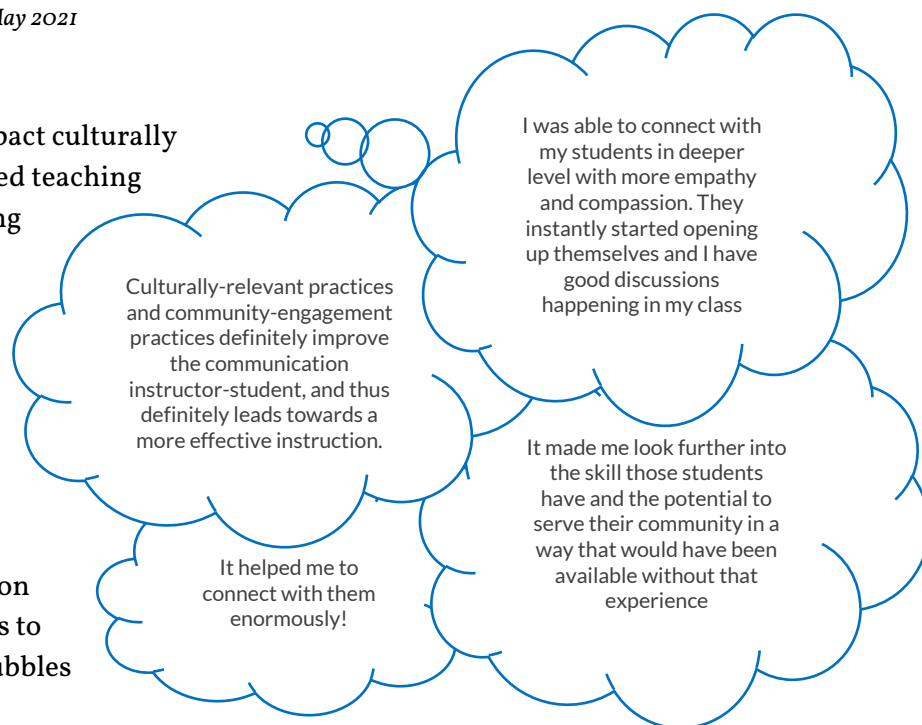 May 2021
pact culturally
ed teaching
ng
I was able to connect with
my students in deeper
level with more empathy
and compassion. They
instantly started opening
up themselves and I have
good discussions
happening in my class
Culturally-relevant practices
and community-engagement
practices definitely improve
the communication
instructor-student, and thus
definitely leads towards a
more effective instruction.
It made me look further into
the skill those students
have and the potential to
serve their community in a
way that would have been
available without that
experience
It helped me to
connect with them
enormously!
on
s to
ubbles